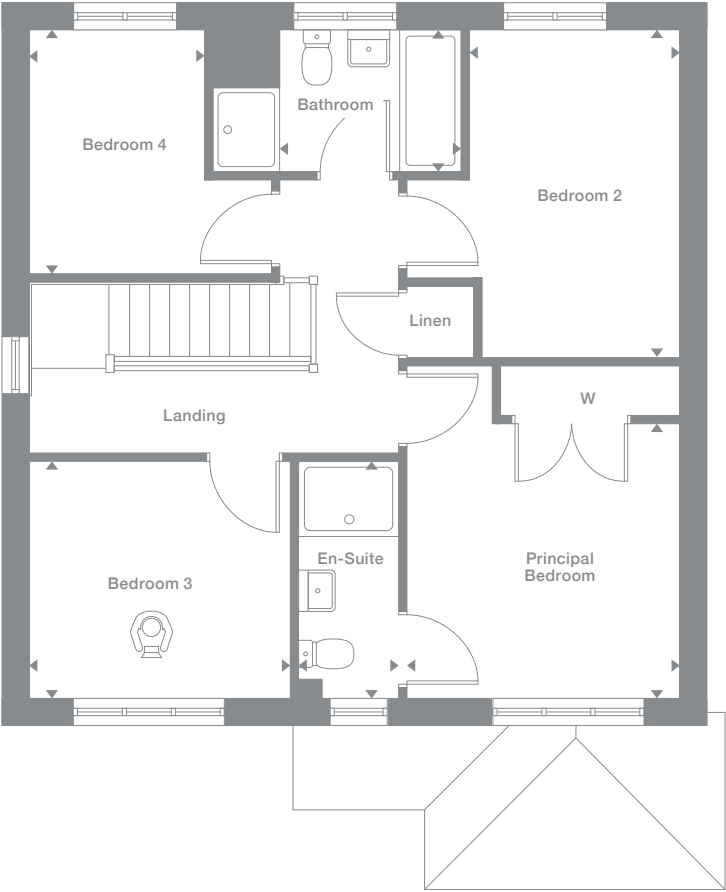 Bathroom
Bedroom 4
Bedroom 2
Linen
W
Landing
En-Suite
Principal
Bedroom
Bedroom 3